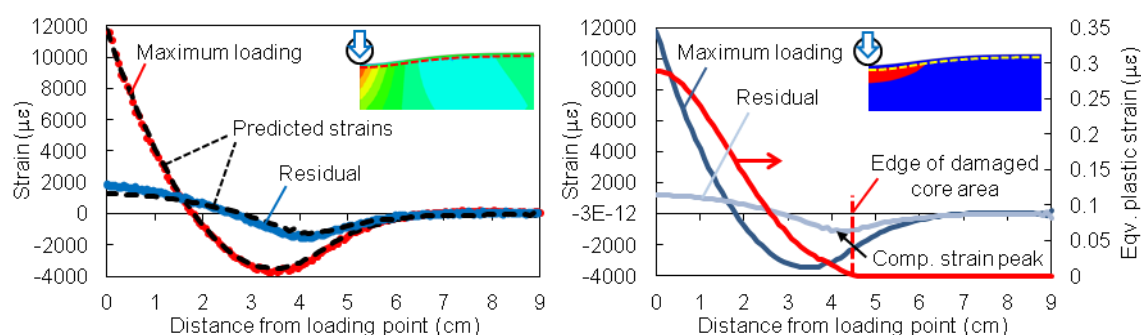 12000
10000
8000
6000
4000
2000
0
−2000
−4000
Strain (με)
Maximum loading
Predicted strains
Residual
0 1 2 3 4 5 6 7 8 9
Distance from loading point (cm)
12000
10000
8000
6000
4000
2000
−3E-12
−2000
−4000
Strain (με)
Maximum loading
Residual
Edge of damaged
core area
Comp. strain peak
0.35
0.3
0.25
0.2
0.15
0.1
0.05
0
Eqv. plastic strain (με)
0 1 2 3 4 5 6 7 8 9
Distance from loading point (cm)